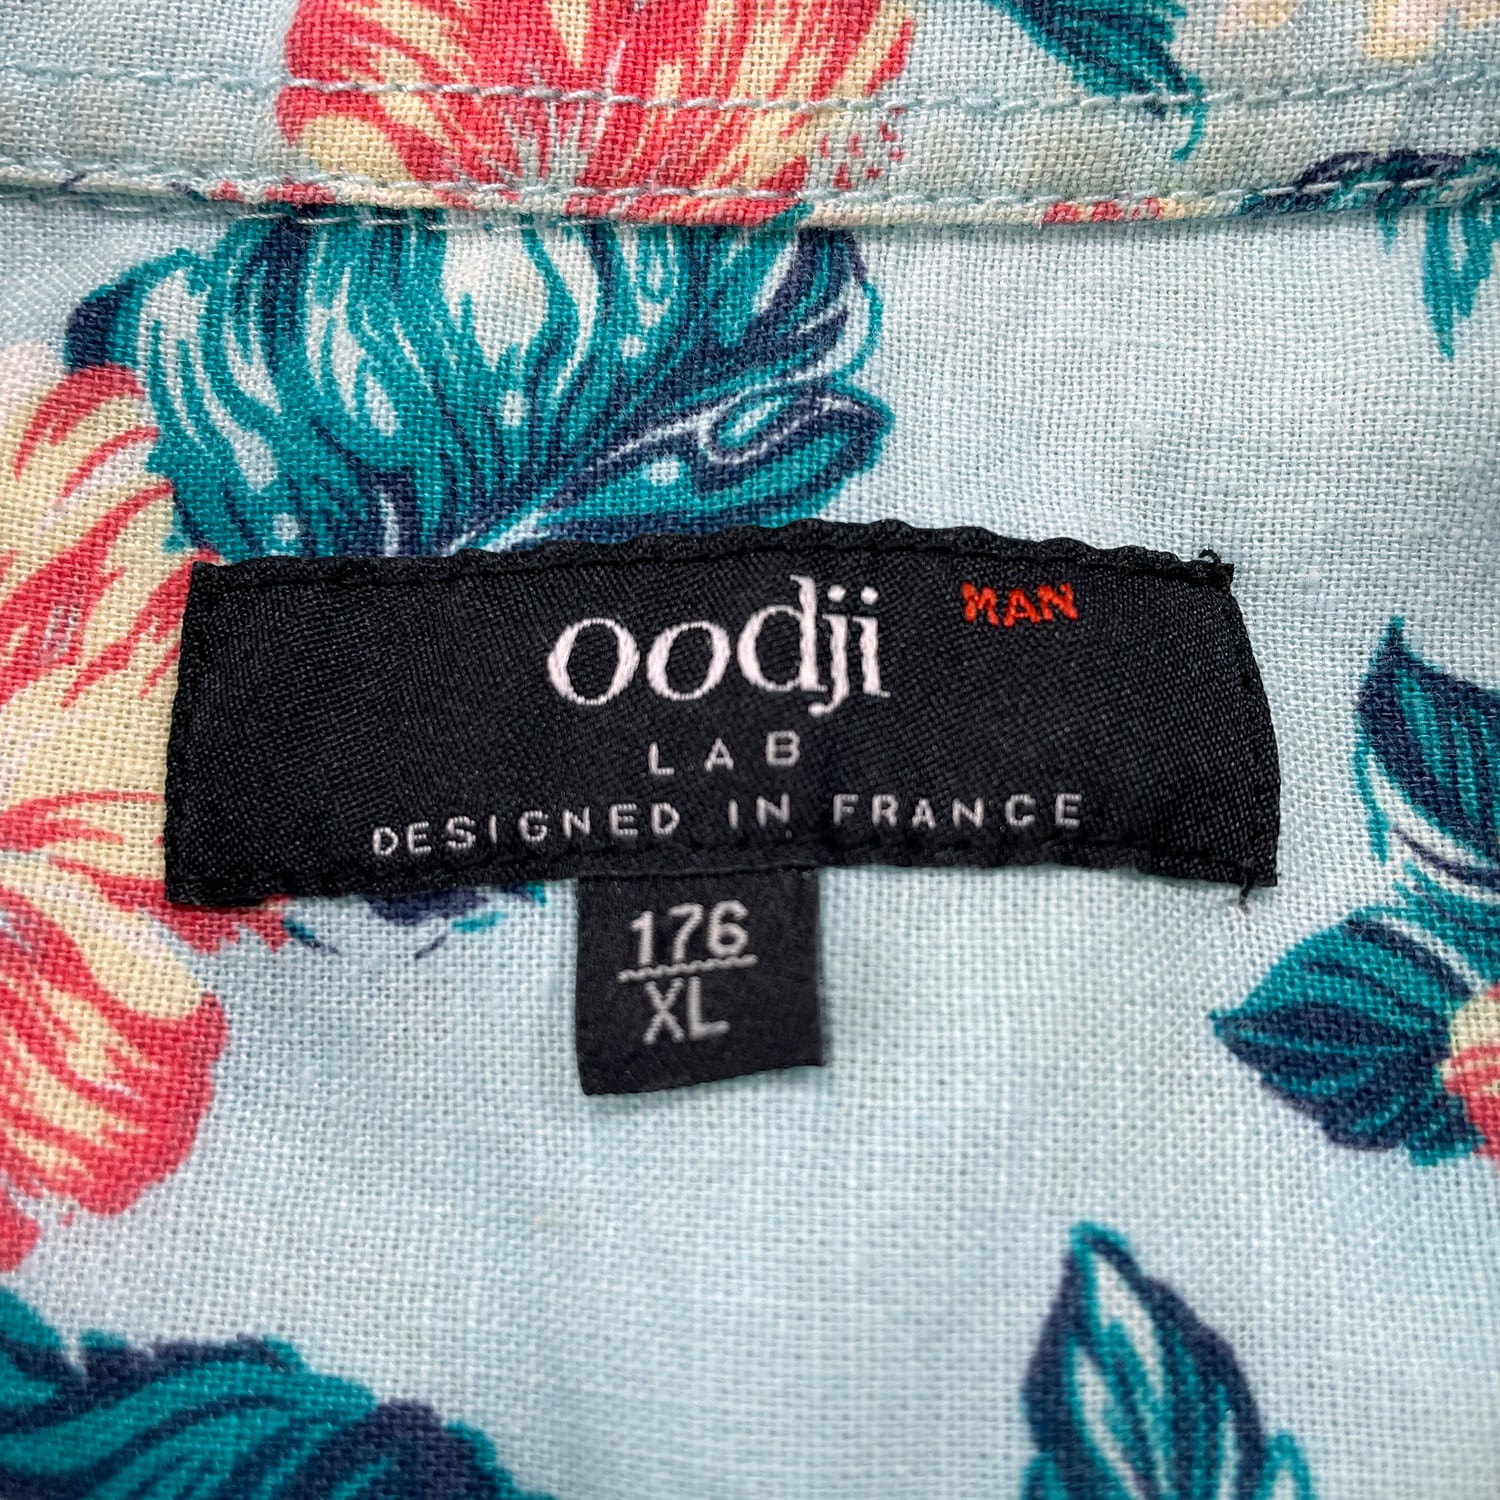 oodji MAN
LAB
DESIGNED IN FRANCE
176
XL